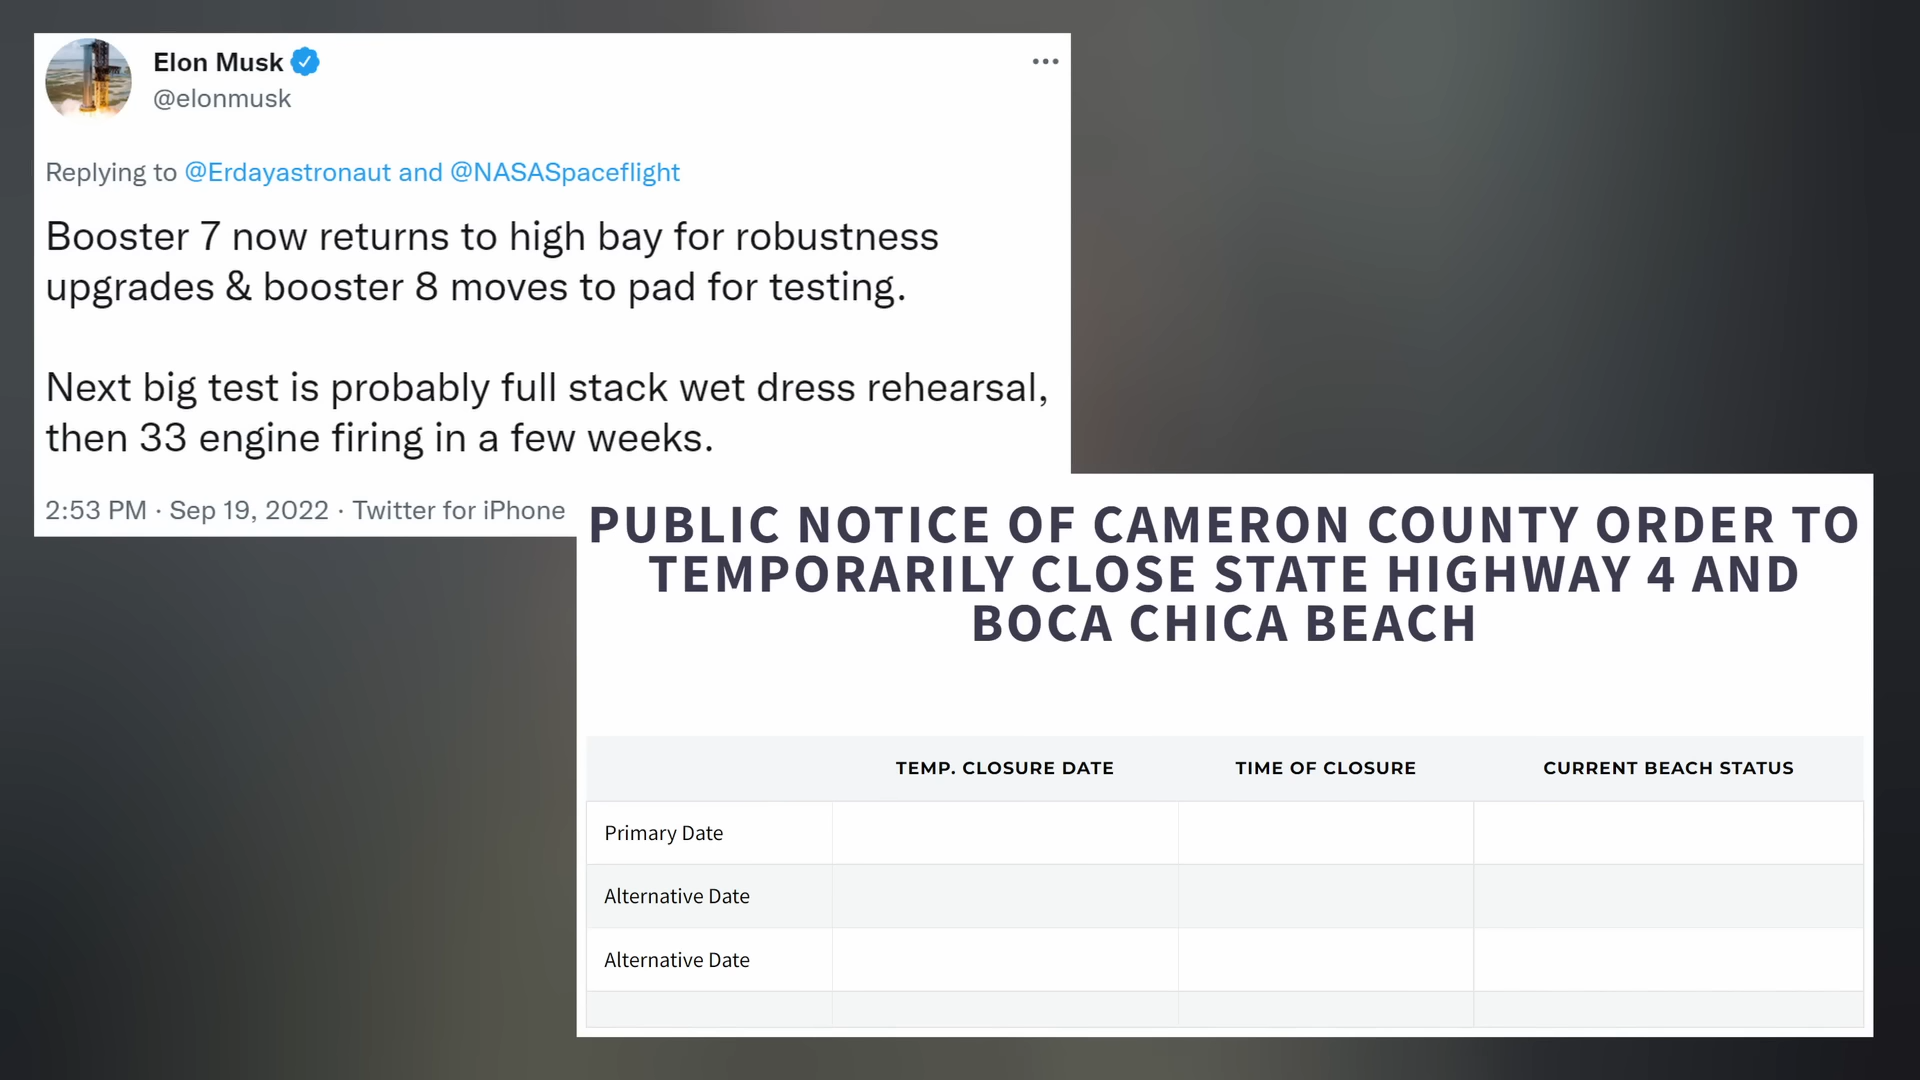 Elon Musk
@elonmusk
Replying to @Erdayastronaut and @NASASpaceflight
Booster 7 now returns to high bay for robustness
upgrades & booster 8 moves to pad for testing.
Next big test is probably full stack wet dress rehearsal,
then 33 engine firing in a few weeks.
2:53 PM · Sep 19, 2022 · Twitter for iPhone
PUBLIC NOTICE OF CAMERON COUNTY ORDER TO
TEMPORARILY CLOSE STATE HIGHWAY 4 AND
BOCA CHICA BEACH
TEMP. CLOSURE DATE TIME OF CLOSURE CURRENT BEACH STATUS
Primary Date
Alternative Date
Alternative Date